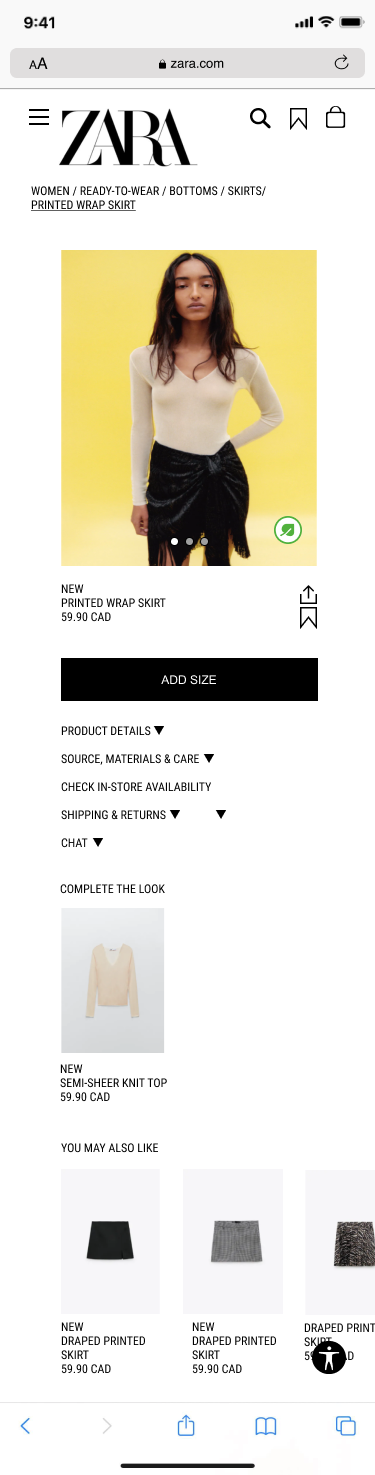 9:41
AA
zara.com
ZARA
WOMEN / READY-TO-WEAR / BOTTOMS / SKIRTS/
PRINTED WRAP SKIRT
NEW
PRINTED WRAP SKIRT
59.90 CAD
ADD SIZE
PRODUCT DETAILS
SOURCE, MATERIALS & CARE
CHECK IN-STORE AVAILABILITY
SHIPPING & RETURNS
CHAT
COMPLETE THE LOOK
NEW
SEMI-SHEER KNIT TOP
59.90 CAD
YOU MAY ALSO LIKE
NEW
DRAPED PRINTED
SKIRT
59.90 CAD
NEW
DRAPED PRINTED
SKIRT
59.90 CAD
DRAPED PRINT